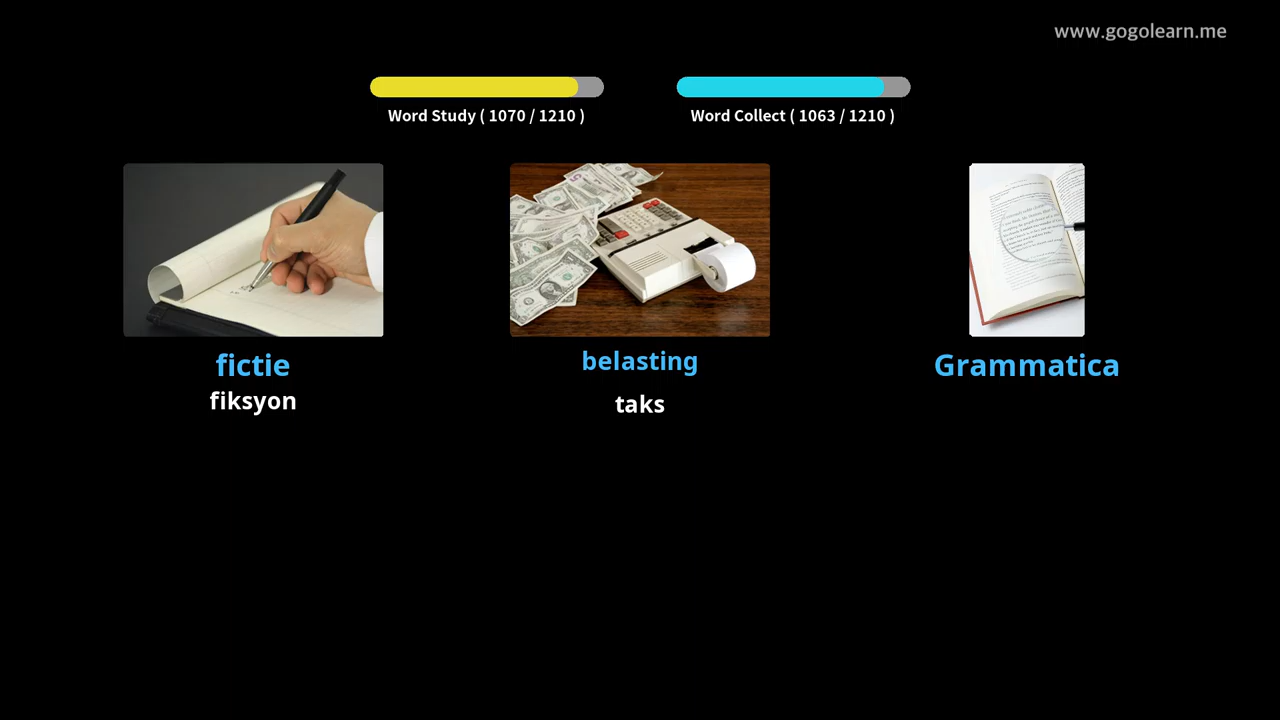 www.gogolearn.me
Word Study ( 1070 / 1210 )
Word Collect ( 1063 / 1210 )
fictie
fiksyon
belasting
taks
Grammatica